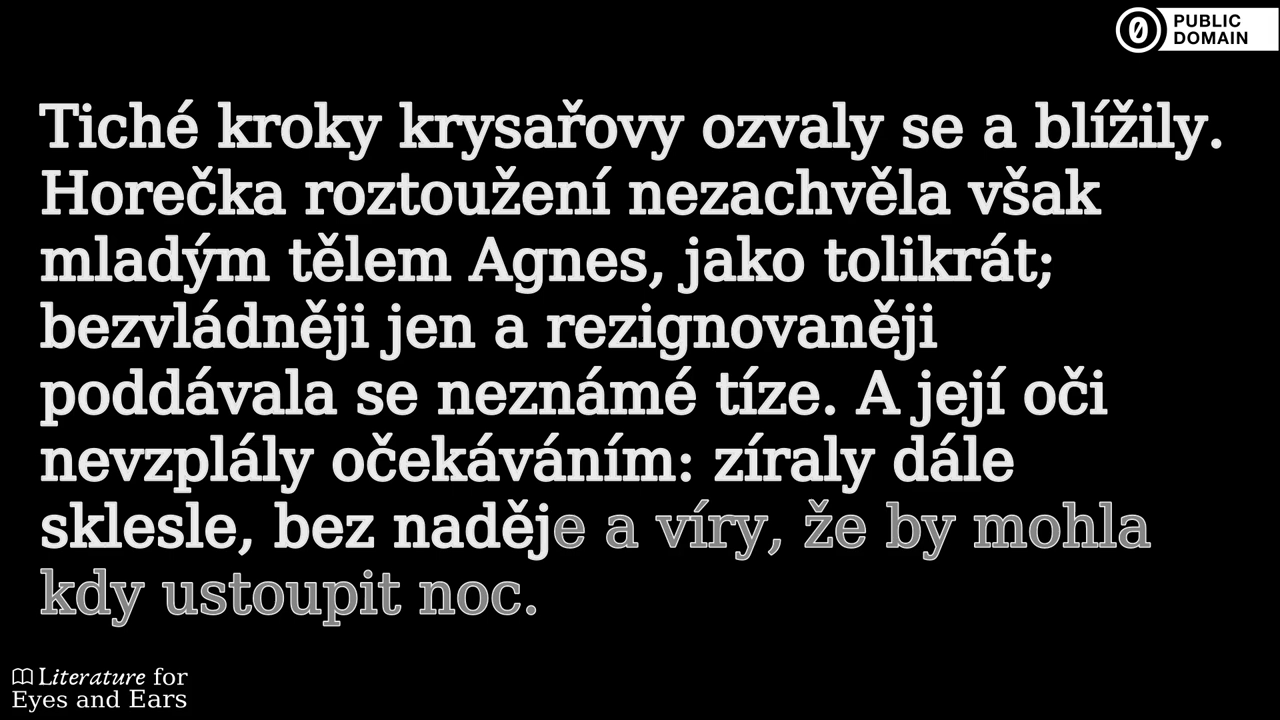 PUBLIC
DOMAIN
Tiché kroky krysařovy ozvaly se a blížily.
Horečka roztoužení nezachvěla však
mladým tělem Agnes, jako tolikrát;
bezvládněji jen a rezignovaněji
poddávala se neznámé tíze. A její oči
nevzplály očekáváním: zíraly dále
sklesle, bez naděje a víry, že by mohla
kdy ustoupit noc.
Literature for
Eyes and Ears